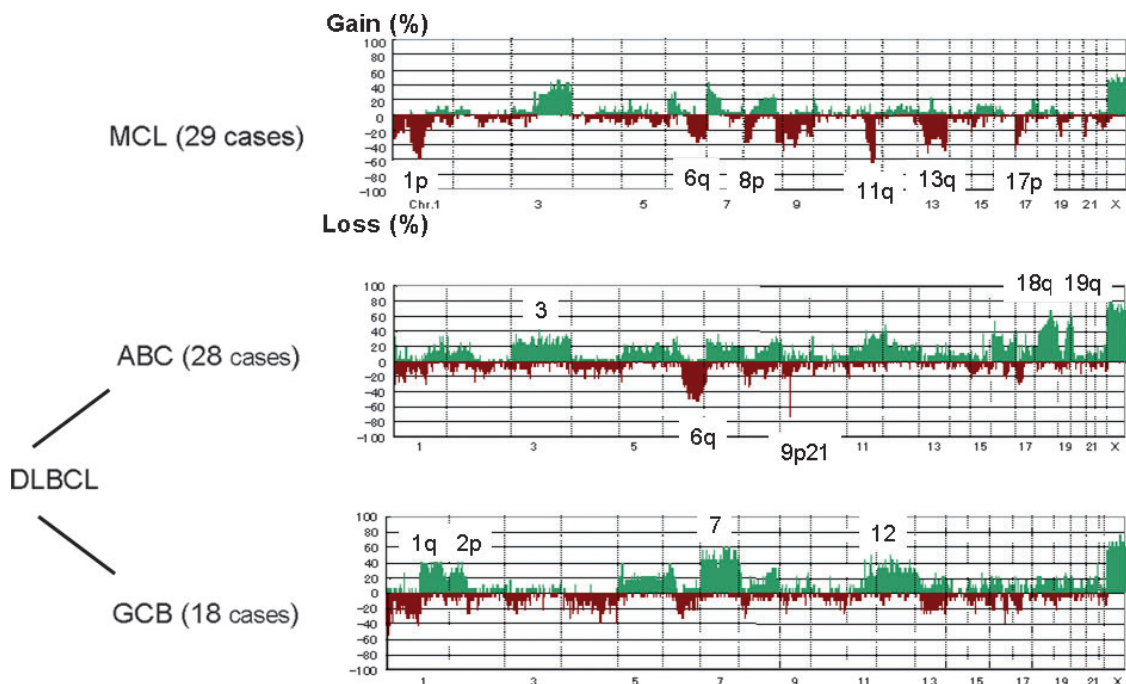 Gain (%)
100
80
60
40
20
0
-20
-40
-60
-80
-100
MCL (29 cases)
1p 6q 8p 11q 13q 17p
Chr.1 3 5 7 9 13 15 17 19 21 X
Loss (%)
100
80
60
40
20
0
-20
-40
-60
-80
-100
3 18q 19q
ABC (28 cases)
6q 9p21
1 3 5 11 13 15 17 19 21 X
DLBCL
100
80
60
40
20
0
-20
-40
-60
-80
-100
1q 2p 7 12
GCB (18 cases)
1 3 5 7 9 11 13 15 17 19 21 X